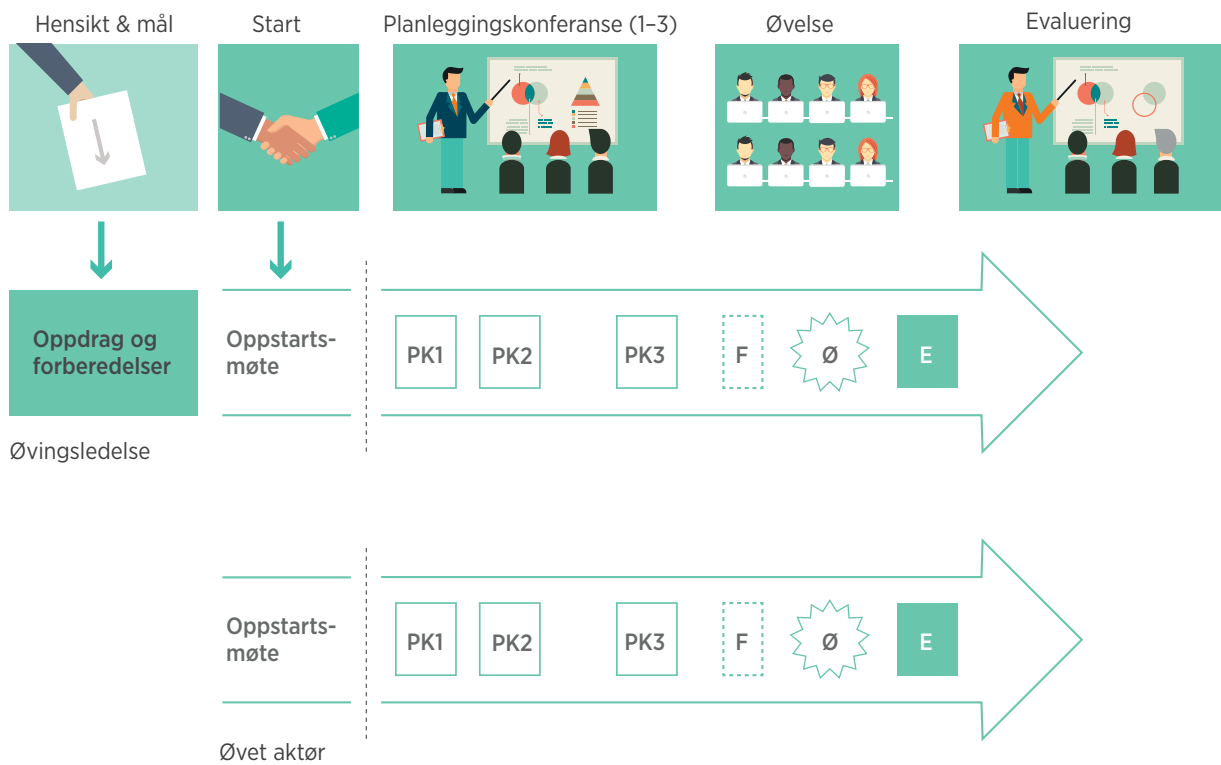 Hensikt & mål
Start
Planleggingskonferanse (1–3)
Øvelse
Evaluering
Oppdrag og
forberedelser
Oppstarts-
møte
PK1
PK2
PK3
F
Ø
E
Øvingsledelse
Oppstarts-
møte
PK1
PK2
PK3
F
Ø
E
Øvet aktør